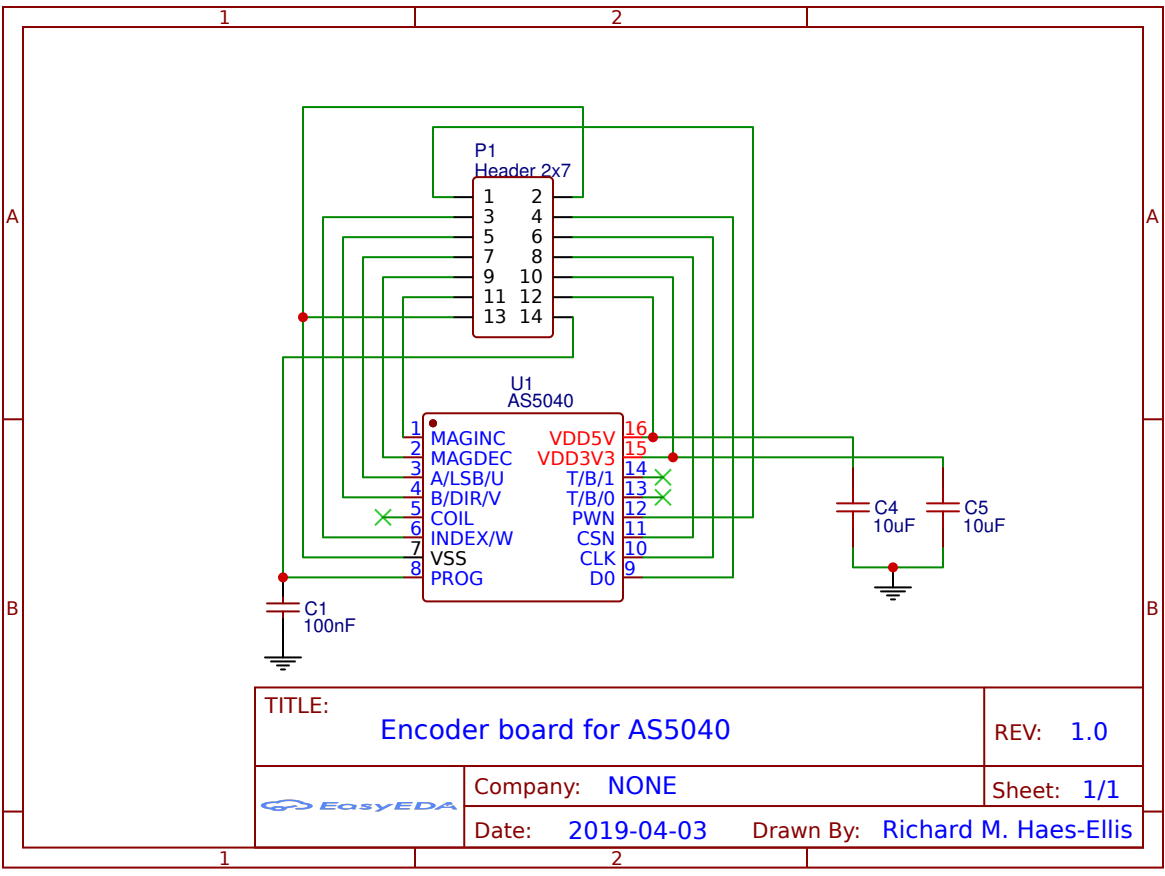 1 2
A A
P1
Header 2x7
1 2
3 4
5 6
7 8
9 10
11 12
13 14
U1
AS5040
1 MAGINC VDD5V 16
2 MAGDEC VDD3V3 15
3 A/LSB/U T/B/1 14
4 B/DIR/V T/B/0 13
5 COIL PWN 12
6 INDEX/W CSN 11
7 VSS CLK 10
8 PROG D0 9
C4
10uF
C5
10uF
B B
C1
100nF
TITLE:
Encoder board for AS5040
REV: 1.0
EasyEDA
Company: NONE
Sheet: 1/1
Date: 2019-04-03 Drawn By: Richard M. Haes-Ellis
1 2